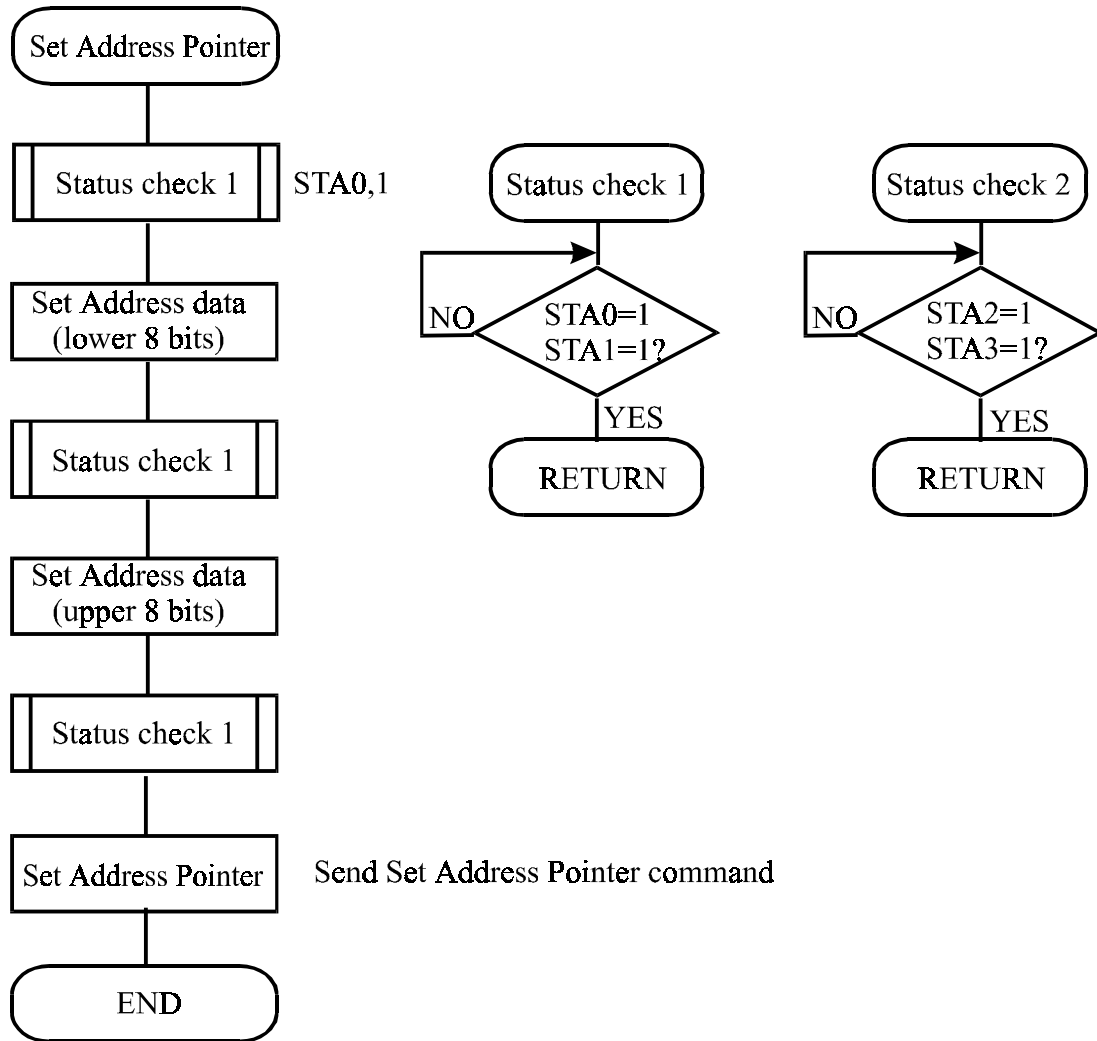 Set Address Pointer
Status check 1
STA0,1
Set Address data
(lower 8 bits)
Status check 1
Set Address data
(upper 8 bits)
Status check 1
Set Address Pointer
Send Set Address Pointer command
END
Status check 1
NO
STA0=1
STA1=1?
YES
RETURN
Status check 2
NO
STA2=1
STA3=1?
YES
RETURN